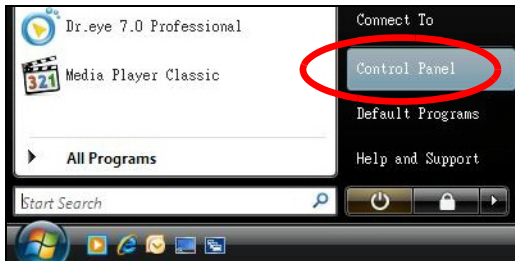 Dr.eye 7.0 Professional
321
Media Player Classic
All Programs
Start Search
Connect To
Control Panel
Default Programs
Help and Support